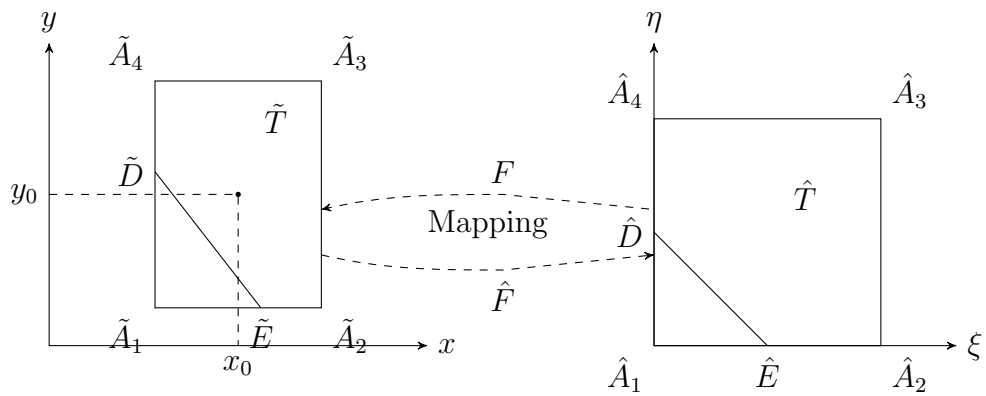 y η
Ã₄ Ã₃ Â₄ Â₃
T̃ T̂
D̃ F
y₀ Mapping D̂
F̂
Ã₁ Ẽ Ã₂ x ξ
x₀ Â₁ Ê Â₂